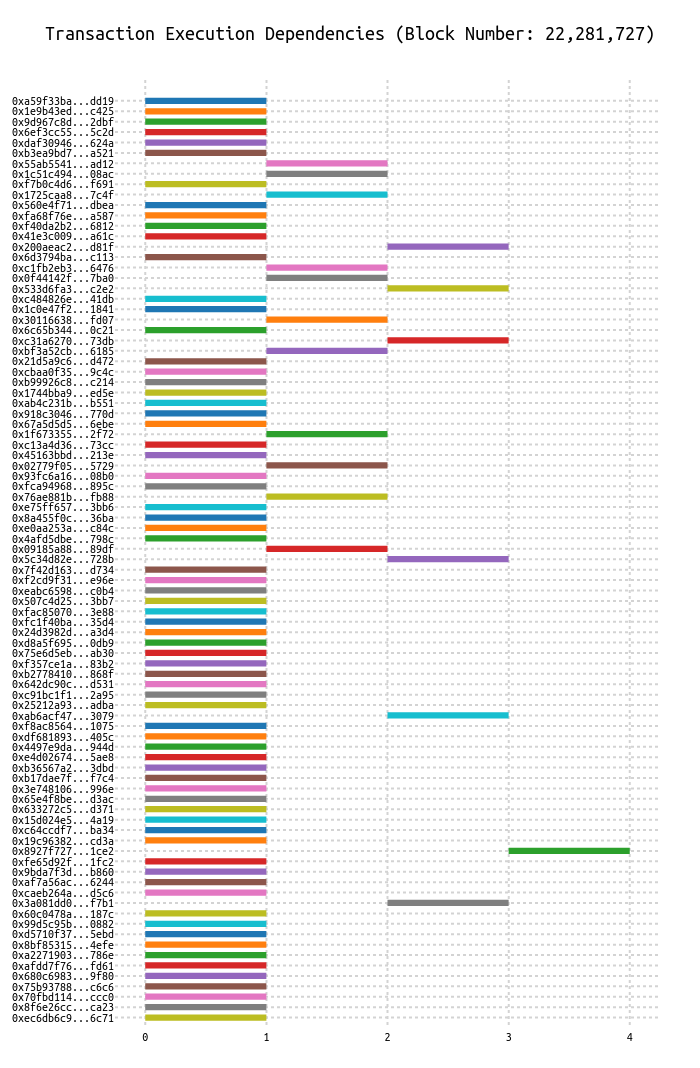 Transaction Execution Dependencies (Block Number: 22,281,727)
0xa59f33ba...dd19
0x1e9b43ed...c425
0x9d967c8d...2dbf
0x6ef3cc55...5c2d
0xdaf30946...624a
0xb3ea9bd7...a521
0x55ab5541...ad12
0x1c51c494...08ac
0xf7b0c4d6...f691
0x1725caa8...7c4f
0x560e4f71...dbea
0xfa68f76e...a587
0xf40da2b2...6812
0x41e3c009...a61c
0x200aeac2...d81f
0x6d3794ba...c113
0xc1fb2eb3...6476
0x0f44142f...7ba0
0x533d6fa3...c2e2
0xc484826e...41db
0x1c0e47f2...1841
0x30116638...fd07
0x6c65b344...0c21
0xc31a6270...73db
0xbf3a52cb...6185
0x21d5a9c6...d472
0xcbaa0f35...9c4c
0xb99926c8...c214
0x1744bba9...ed5e
0xab4c231b...b551
0x918c3046...770d
0x67a5d5d5...6ebe
0x1f673355...2f72
0xc13a4d36...73cc
0x45163bbd...213e
0x02779f05...5729
0x93fc6a16...08b0
0xfca94968...895c
0x76ae881b...fb88
0xe75ff657...3bb6
0x8a455f0c...36ba
0xe0aa253a...c84c
0x4afd5dbe...798c
0x09185a88...89df
0x5c34d82e...728b
0x7f42d163...d734
0xf2cd9f31...e96e
0xeabc6598...c0b4
0x507c4d25...3bb7
0xfac85070...3e88
0xfc1f40ba...35d4
0x24d3982d...a3d4
0xd8a5f695...0db9
0x75e6d5eb...ab30
0xf357ce1a...83b2
0xb2778410...868f
0x642dc90c...d531
0xc91bc1f1...2a95
0x25212a93...adba
0xab6acf47...3079
0xf8ac8564...1075
0xdf681893...405c
0x4497e9da...944d
0xe4d02674...5ae8
0xb36567a2...3dbd
0xb17dae7f...f7c4
0x3e748106...996e
0x65e4f8be...d3ac
0x633272c5...d371
0x15d024e5...4a19
0xc64ccdf7...ba34
0x19c96382...cd3a
0x8927f727...1ce2
0xfe65d92f...1fc2
0x9bda7f3d...b860
0xaf7a56ac...6244
0xcaeb264a...d5c6
0x3a081dd0...f7b1
0x60c0478a...187c
0x99d5c95b...0882
0xd5710f37...5ebd
0x8bf85315...4efe
0xa2271903...786e
0xafdd7f76...fd61
0x680c6983...9f80
0x75b93788...c6c6
0x70fbd114...ccc0
0x8f6e26cc...ca23
0xec6db6c9...6c71
0 1 2 3 4